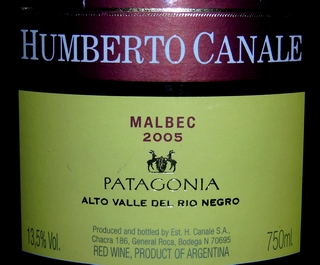 HUMBERTO CANALE
MALBEC
2005
PATAGONIA
ALTO VALLE DEL RIO NEGRO
13,5% Vol.
Produced and bottled by Est. H. Canale S.A.,
Chacra 186, General Roca, Bodega N 70695
RED WINE, PRODUCT OF ARGENTINA
750ml